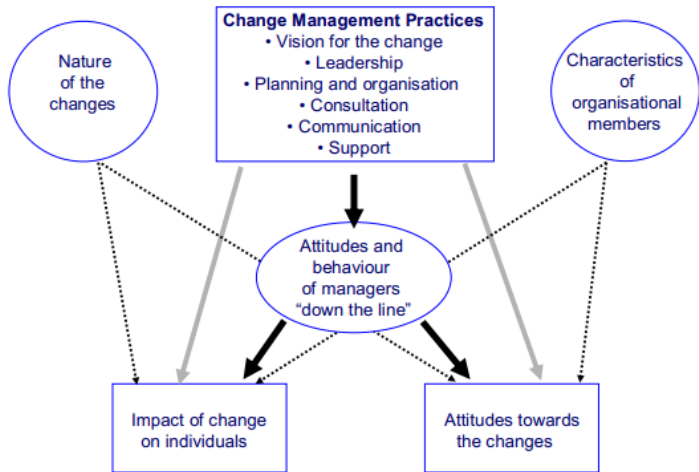 Change Management Practices
• Vision for the change
• Leadership
• Planning and organisation
• Consultation
• Communication
• Support
Nature
of the
changes
Characteristics
of
organisational
members
Attitudes and
behaviour
of managers
“down the line”
Impact of change
on individuals
Attitudes towards
the changes